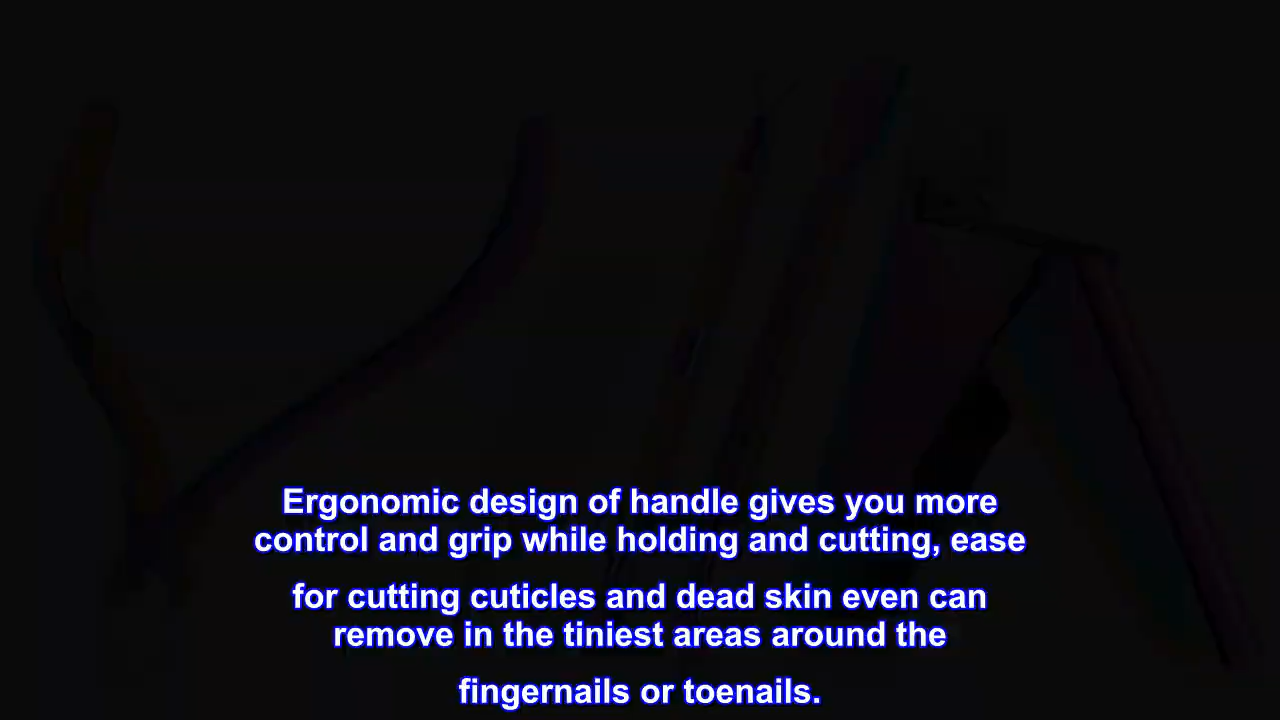 Ergonomic design of handle gives you more
control and grip while holding and cutting, ease
for cutting cuticles and dead skin even can
remove in the tiniest areas around the
fingernails or toenails.